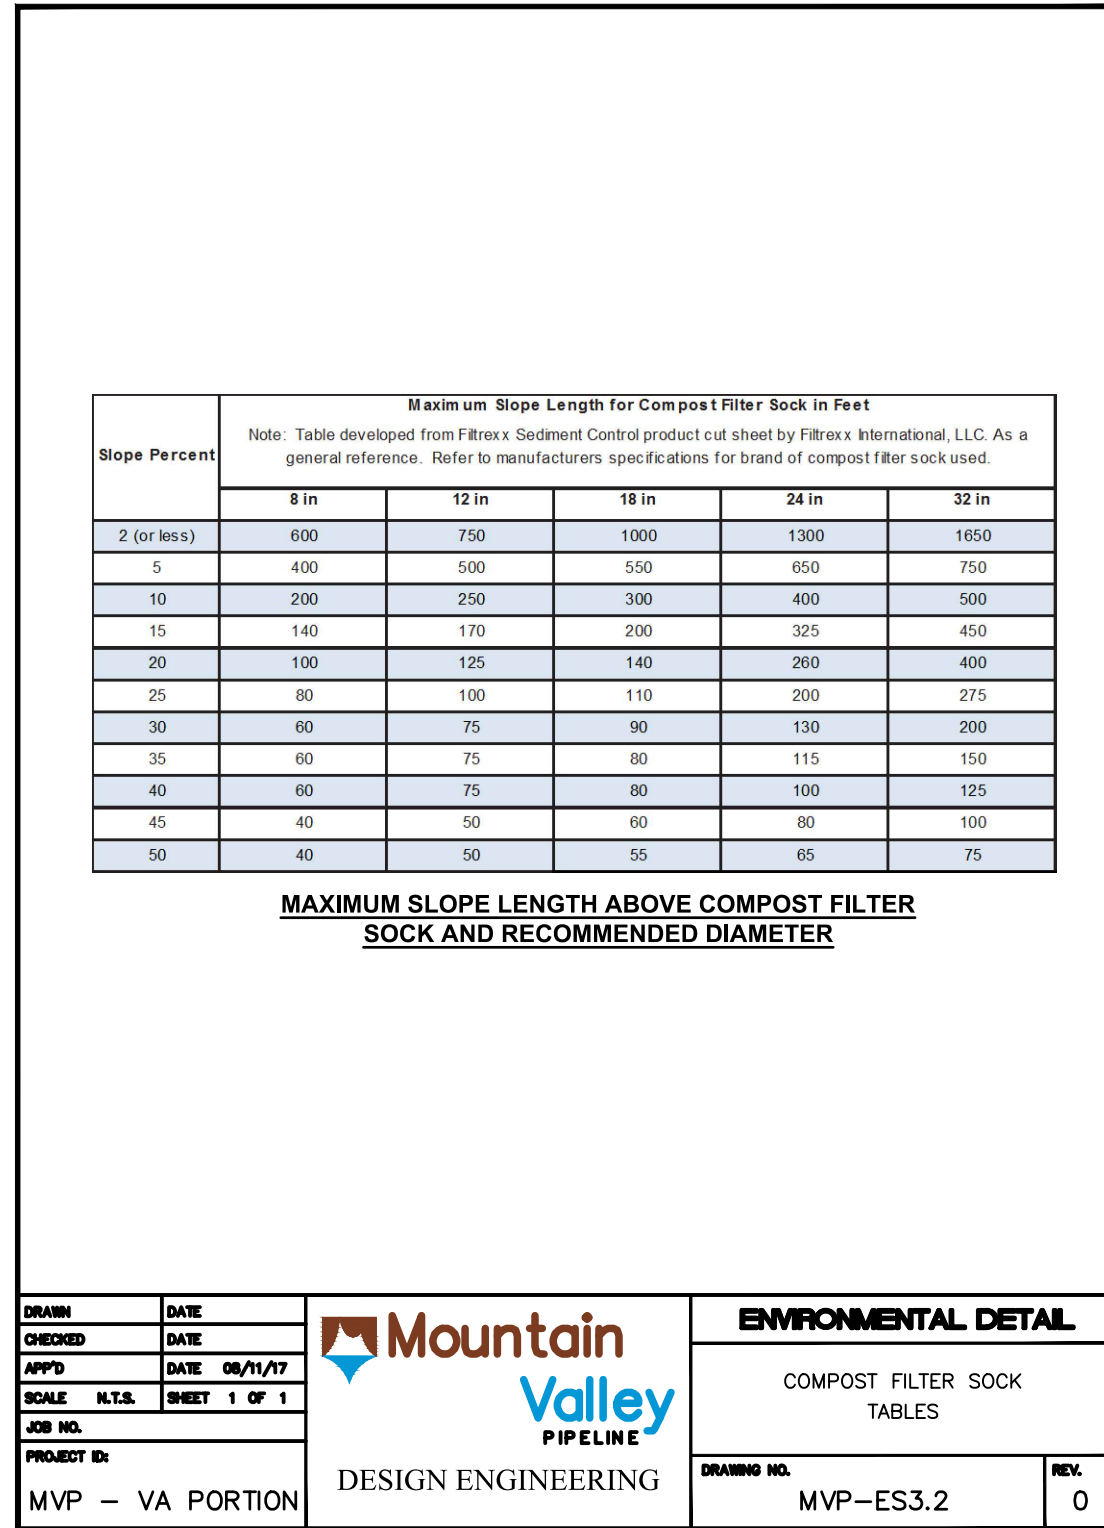 Slope Percent
Maximum Slope Length for Compost Filter Sock in Feet
Note: Table developed from Filtrexx Sediment Control product cut sheet by Filtrexx International, LLC. As a
general reference. Refer to manufacturers specifications for brand of compost filter sock used.
8 in 12 in 18 in 24 in 32 in
2 (or less) 600 750 1000 1300 1650
5 400 500 550 650 750
10 200 250 300 400 500
15 140 170 200 325 450
20 100 125 140 260 400
25 80 100 110 200 275
30 60 75 90 130 200
35 60 75 80 115 150
40 60 75 80 100 125
45 40 50 60 80 100
50 40 50 55 65 75
MAXIMUM SLOPE LENGTH ABOVE COMPOST FILTER
SOCK AND RECOMMENDED DIAMETER
DRAWN DATE
CHECKED DATE
APP'D DATE 08/11/17
SCALE N.T.S. SHEET 1 OF 1
JOB NO.
PROJECT ID:
MVP - VA PORTION
Mountain
Valley
PIPELINE
DESIGN ENGINEERING
ENVIRONMENTAL DETAIL
COMPOST FILTER SOCK
TABLES
DRAWING NO.
MVP-ES3.2
REV.
0